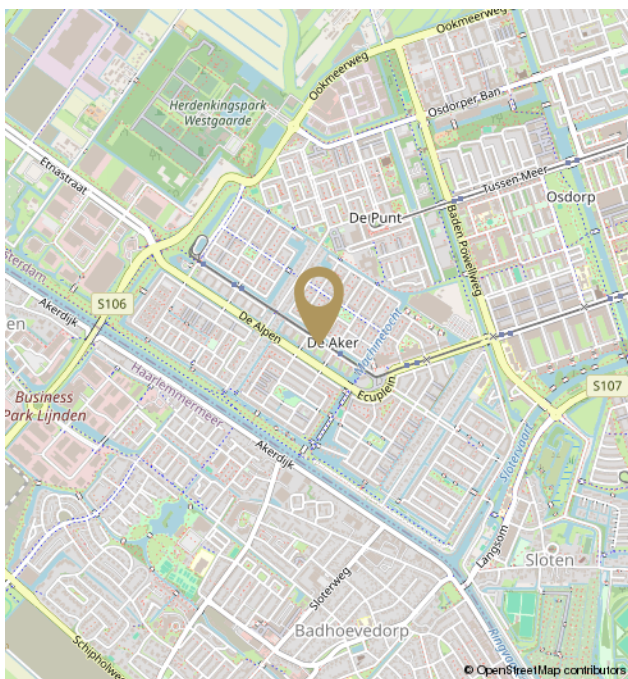 Ookmeerweg
Ookmeerweg
Osdorper Ban
Herdenkingspark
Westgaarde
Etnastraat
Tussen Meer
Osdorp
De Punt
Baden Powellweg
S106
Akerdijk
De Alpen
De Aker
Machinetocht
Ecuplein
S107
Haarlemmermeer
Business
Park Lijnden
Akerdijk
Slotervaart
Langsom
Sloten
Sloterweg
Badhoevedorp
Schipholweg
© OpenStreetMap contributors